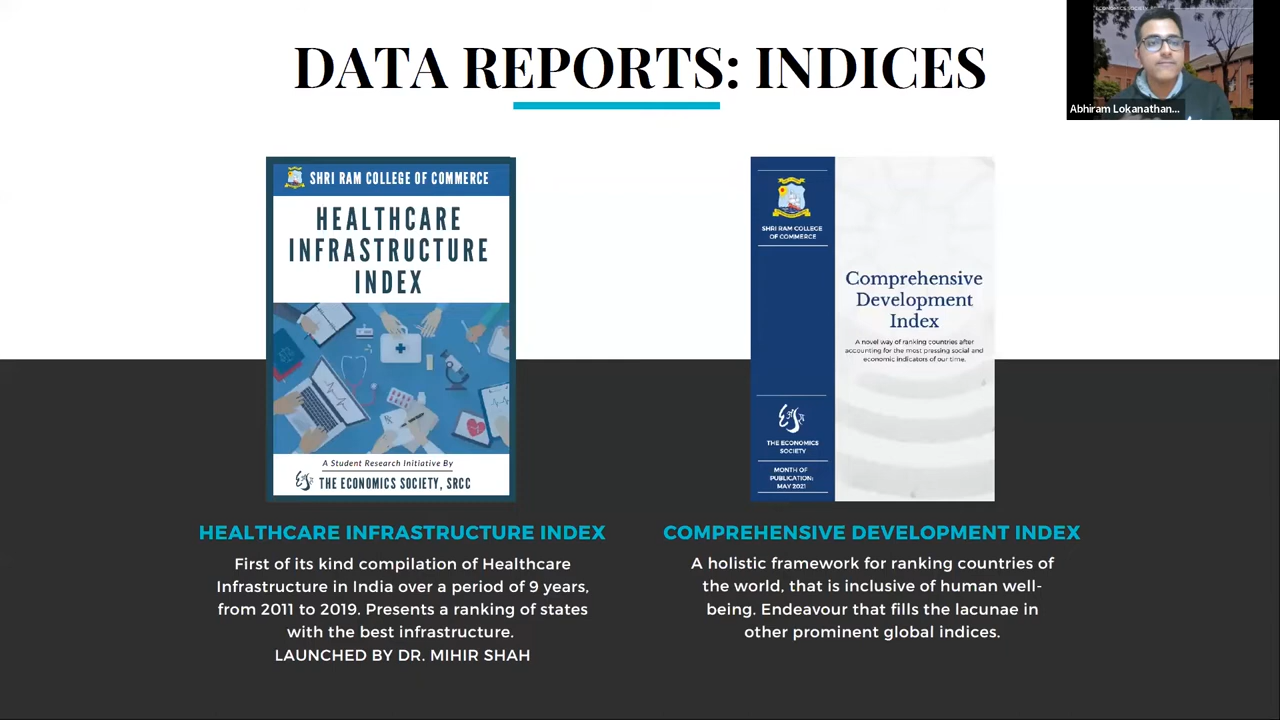 DATA REPORTS: INDICES
ECONOMICS SOCIETY
Abhiram Lokanathan...
SHRI RAM COLLEGE OF COMMERCE
HEALTHCARE
INFRASTRUCTURE
INDEX
A Student Research Initiative By
THE ECONOMICS SOCIETY, SRCC
SHRI RAM COLLEGE
OF COMMERCE
Comprehensive
Development
Index
A novel way of ranking countries after
accounting for the most pressing social and
economic indicators of our time.
THE ECONOMICS
SOCIETY
MONTH OF
PUBLICATION:
MAY 2021
HEALTHCARE INFRASTRUCTURE INDEX
First of its kind compilation of Healthcare
Infrastructure in India over a period of 9 years,
from 2011 to 2019. Presents a ranking of states
with the best infrastructure.
LAUNCHED BY DR. MIHIR SHAH
COMPREHENSIVE DEVELOPMENT INDEX
A holistic framework for ranking countries of
the world, that is inclusive of human well-
being. Endeavour that fills the lacunae in
other prominent global indices.